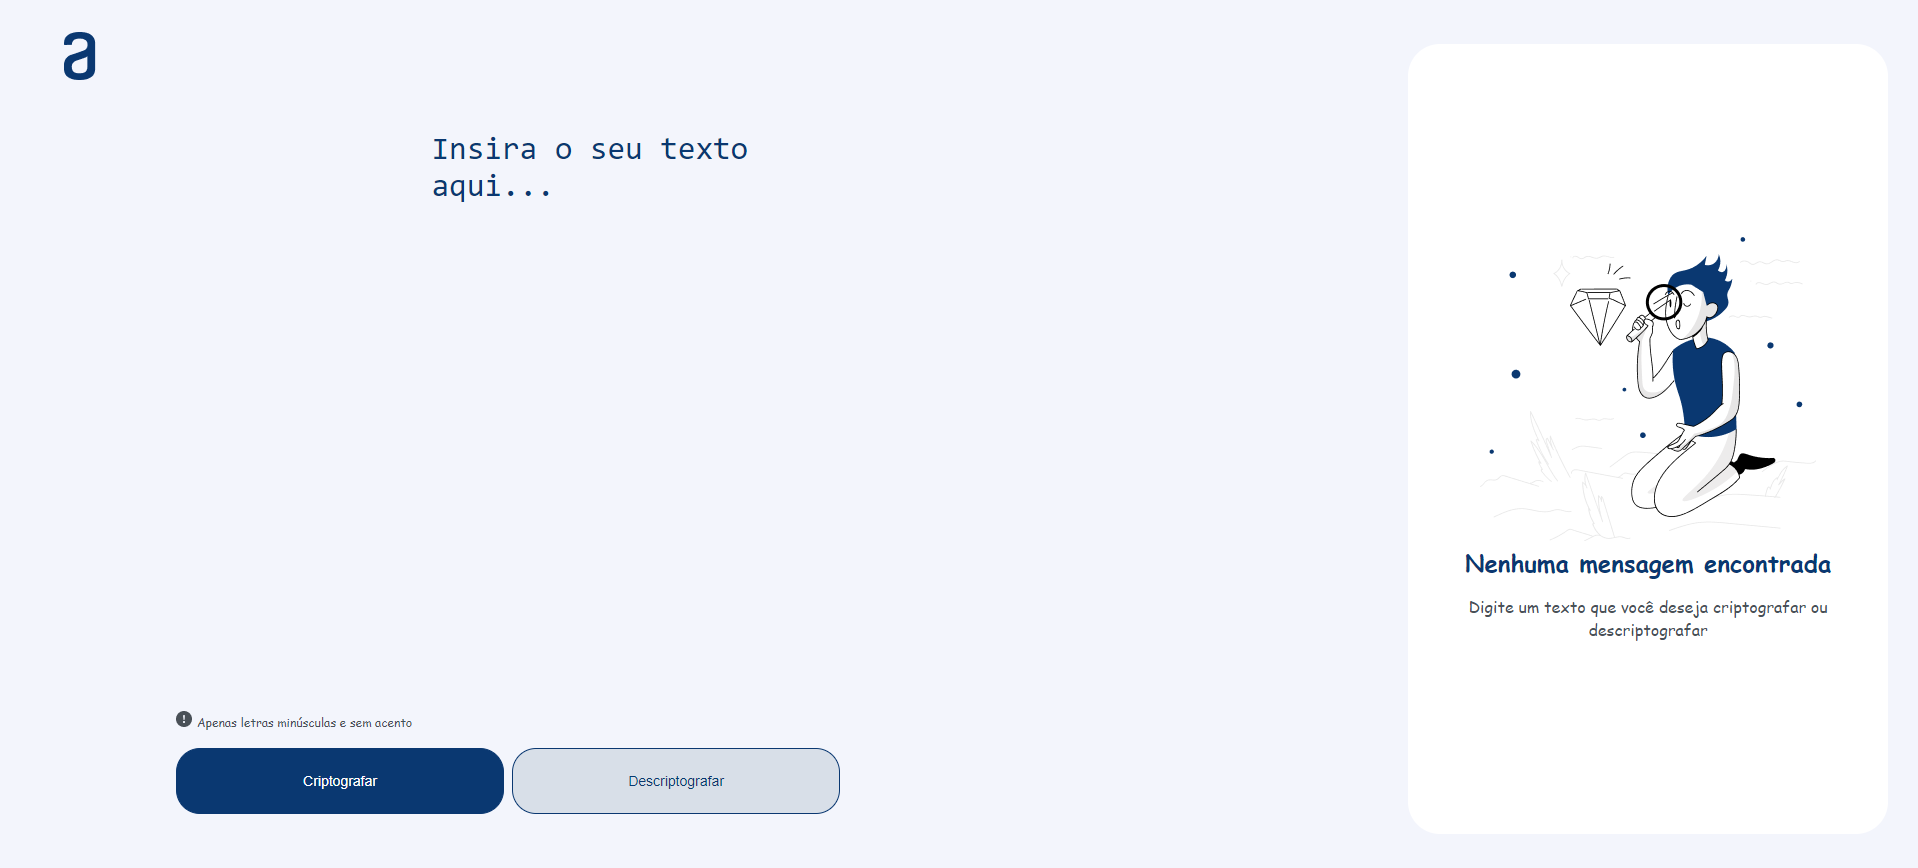 a
Insira o seu texto
aqui...
Apenas letras minúsculas e sem acento
Criptografar
Descriptografar
Nenhuma mensagem encontrada
Digite um texto que você deseja criptografar ou
descriptografar